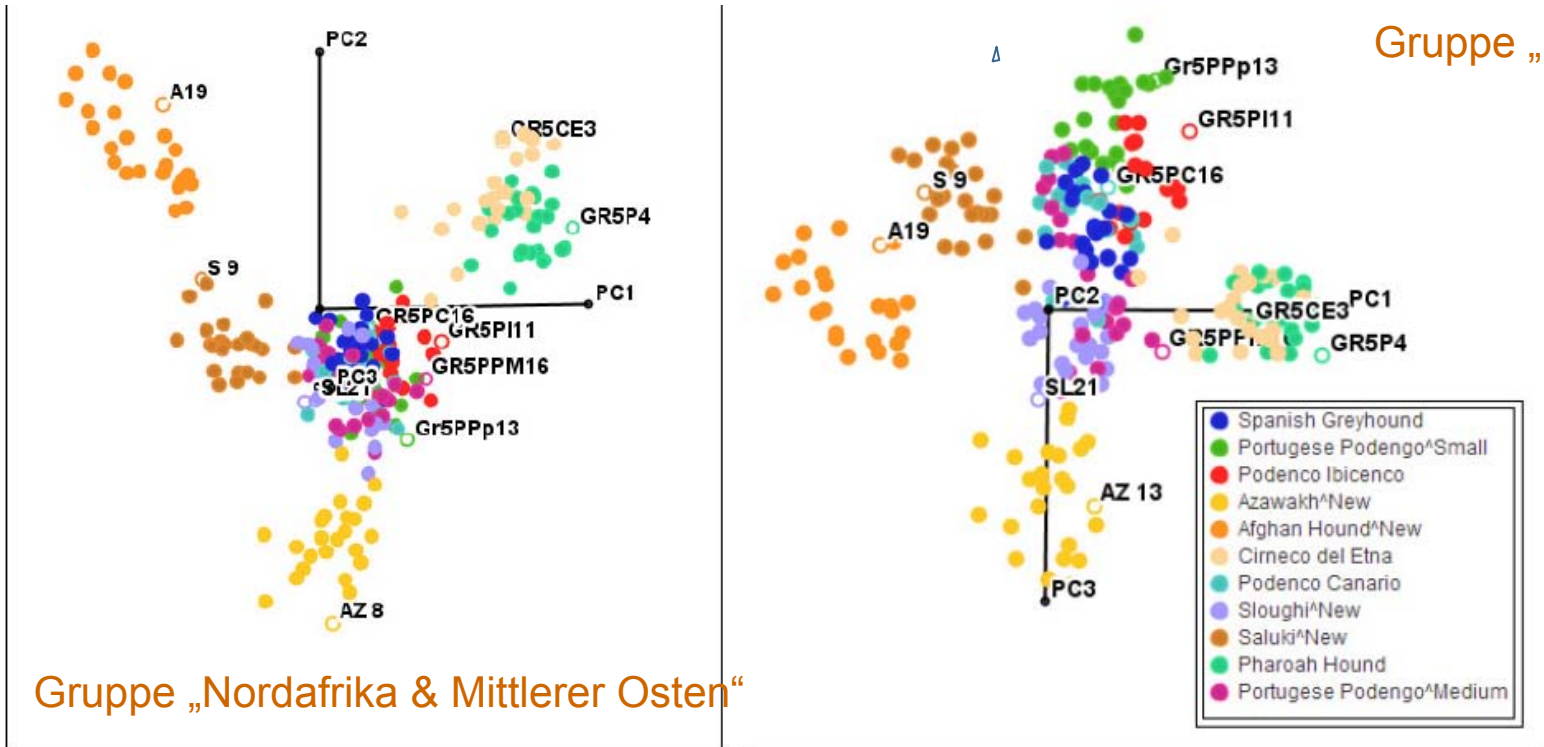 PC2
A19
GR5CE3
GR5P4
S 9
PC1
GR5PC16
GR5PI11
GR5PPM16
PC3
SL21
Gr5PPp13
AZ 8
Gruppe „Nordafrika & Mittlerer Osten“
Gruppe „
Gr5PPp13
GR5PI11
GR5PC16
S 9
A19
PC2
PC1
GR5CE3
GR5P4
SL21
AZ 13
PC3
Spanish Greyhound
Portugese Podengo^Small
Podenco Ibicenco
Azawakh^New
Afghan Hound^New
Cirneco del Etna
Podenco Canario
Sloughi^New
Saluki^New
Pharoah Hound
Portugese Podengo^Medium